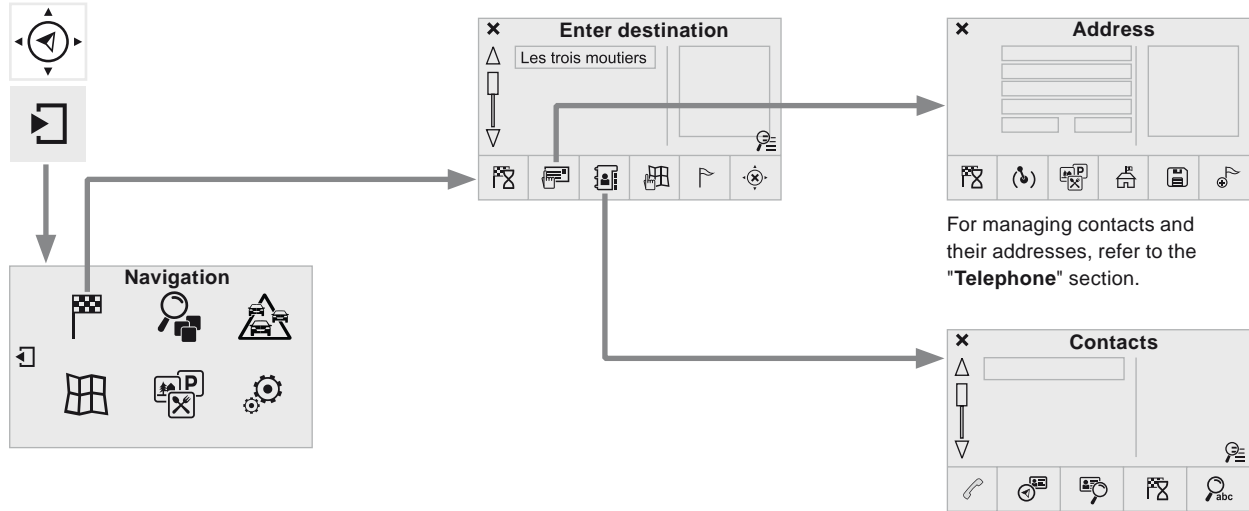 Enter destination
Les trois moutiers
Address
P
For managing contacts and
their addresses, refer to the
"Telephone" section.
Navigation
P
Contacts
abc